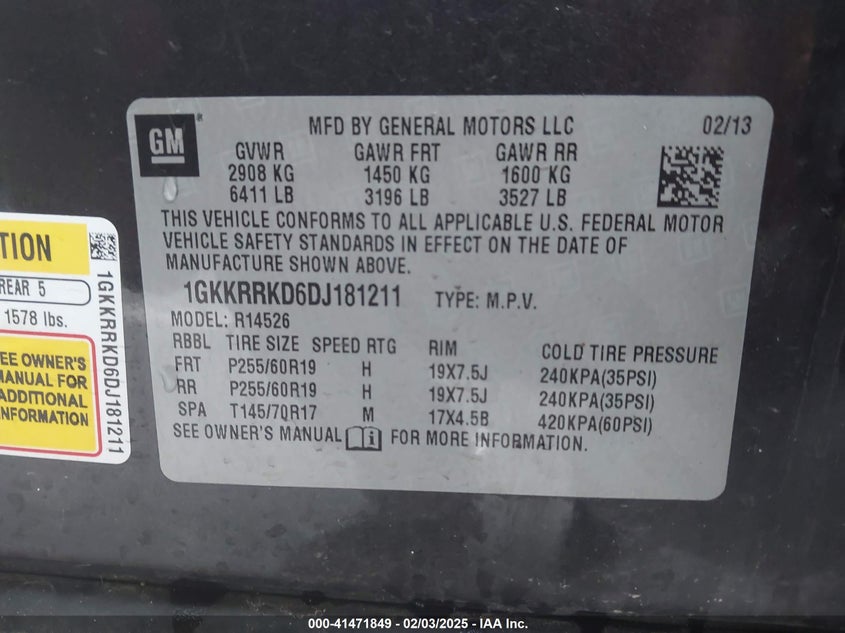 GM ®
MFD BY GENERAL MOTORS LLC 02/13
GVWR GAWR FRT GAWR RR
2908 KG 1450 KG 1600 KG
6411 LB 3196 LB 3527 LB
THIS VEHICLE CONFORMS TO ALL APPLICABLE U.S. FEDERAL MOTOR
VEHICLE SAFETY STANDARDS IN EFFECT ON THE DATE OF
MANUFACTURE SHOWN ABOVE.
1GKKRRKD6DJ181211 TYPE: M.P.V.
MODEL: R14526
RBBL TIRE SIZE SPEED RTG RIM COLD TIRE PRESSURE
FRT P255/60R19 H 19X7.5J 240KPA(35PSI)
RR P255/60R19 H 19X7.5J 240KPA(35PSI)
SPA T145/70R17 M 17X4.5B 420KPA(60PSI)
SEE OWNER'S MANUAL FOR MORE INFORMATION.
TION
REAR 5
1578 lbs.
EE OWNER'S
MANUAL FOR
ADDITIONAL
INFORMATION
1GKKRRKD6DJ181211
000-41471849 - 02/03/2025 - IAA Inc.